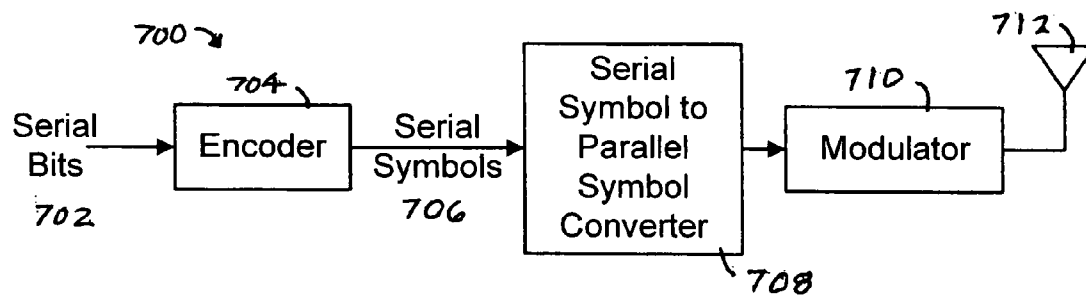 700
712
704
710
Serial
Bits
702
Encoder
Serial
Symbols
706
Serial
Symbol to
Parallel
Symbol
Converter
708
Modulator